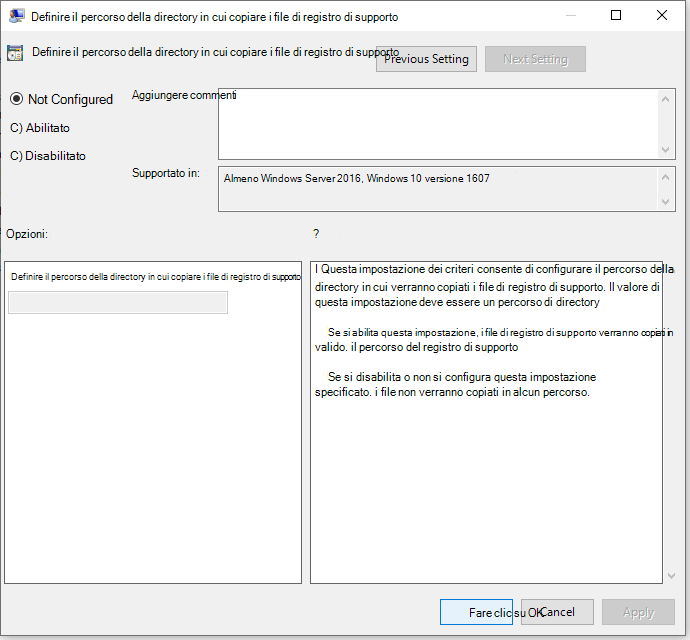 Definire il percorso della directory in cui copiare i file di registro di supporto
Definire il percorso della directory in cui copiare i file di registro di supporto
Previous Setting
Next Setting
Not Configured
Aggiungere commenti
C) Abilitato
C) Disabilitato
Supportato in:
Almeno Windows Server 2016, Windows 10 versione 1607
Opzioni:
?
Definire il percorso della directory in cui copiare i file di registro di supporto
I Questa impostazione dei criteri consente di configurare il percorso della
directory in cui verranno copiati i file di registro di supporto. Il valore di
questa impostazione deve essere un percorso di directory
Se si abilita questa impostazione, i file di registro di supporto verranno copiati in
valido. il percorso del registro di supporto
Se si disabilita o non si configura questa impostazione
specificato. i file non verranno copiati in alcun percorso.
Fare clic su OK.
Cancel
Apply